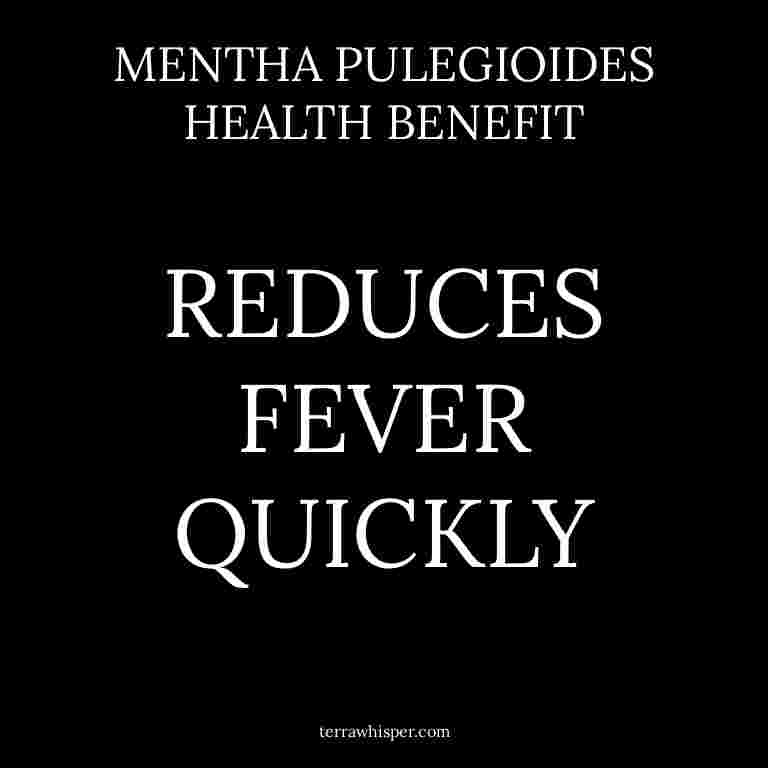 MENTHA PULEGIOIDES
HEALTH BENEFIT
REDUCES
FEVER
QUICKLY
terrawhisper.com